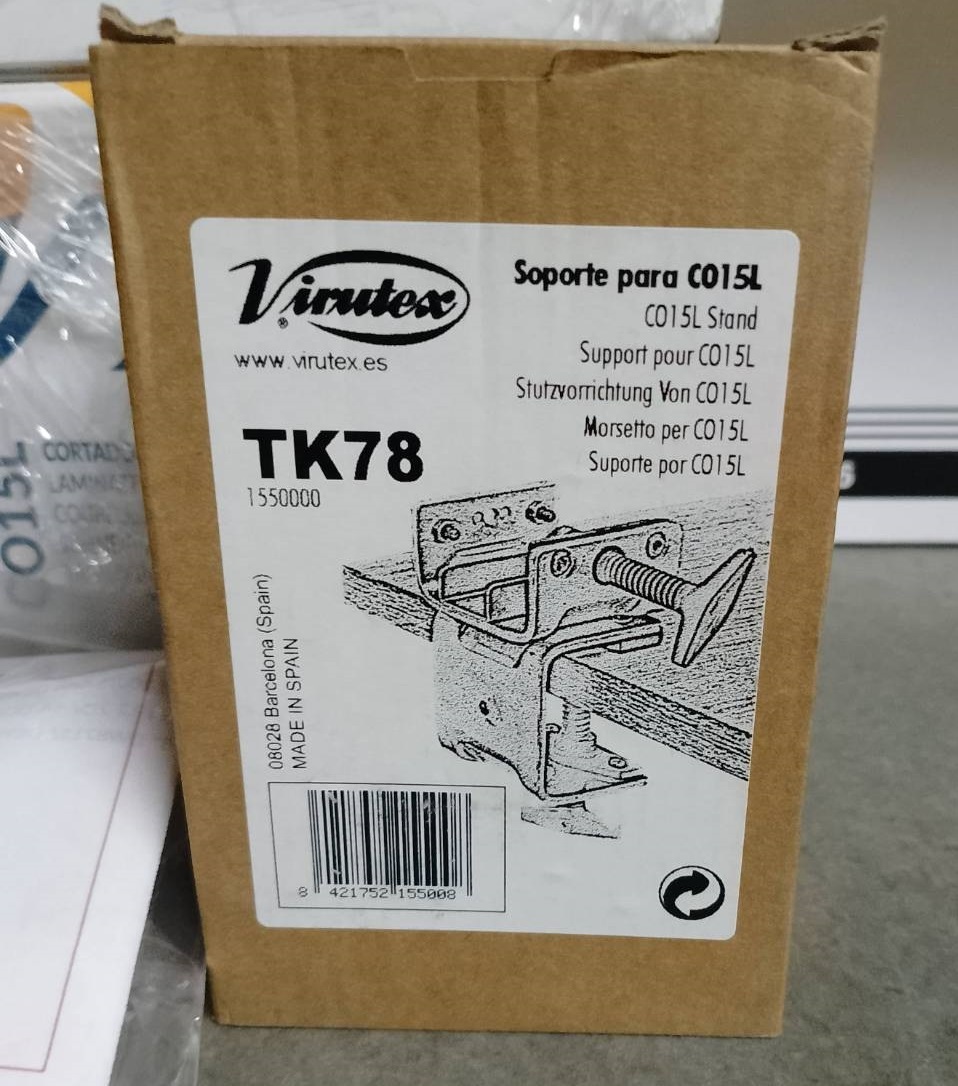 Virutex
®
www.virutex.es
Soporte para CO15L
CO15L Stand
Support pour CO15L
Stutzvorrichtung Von CO15L
Morsetto per CO15L
Suporte por CO15L
TK78
1550000
08028 Barcelona (Spain)
MADE IN SPAIN
8 421752 155008
CO15L
S